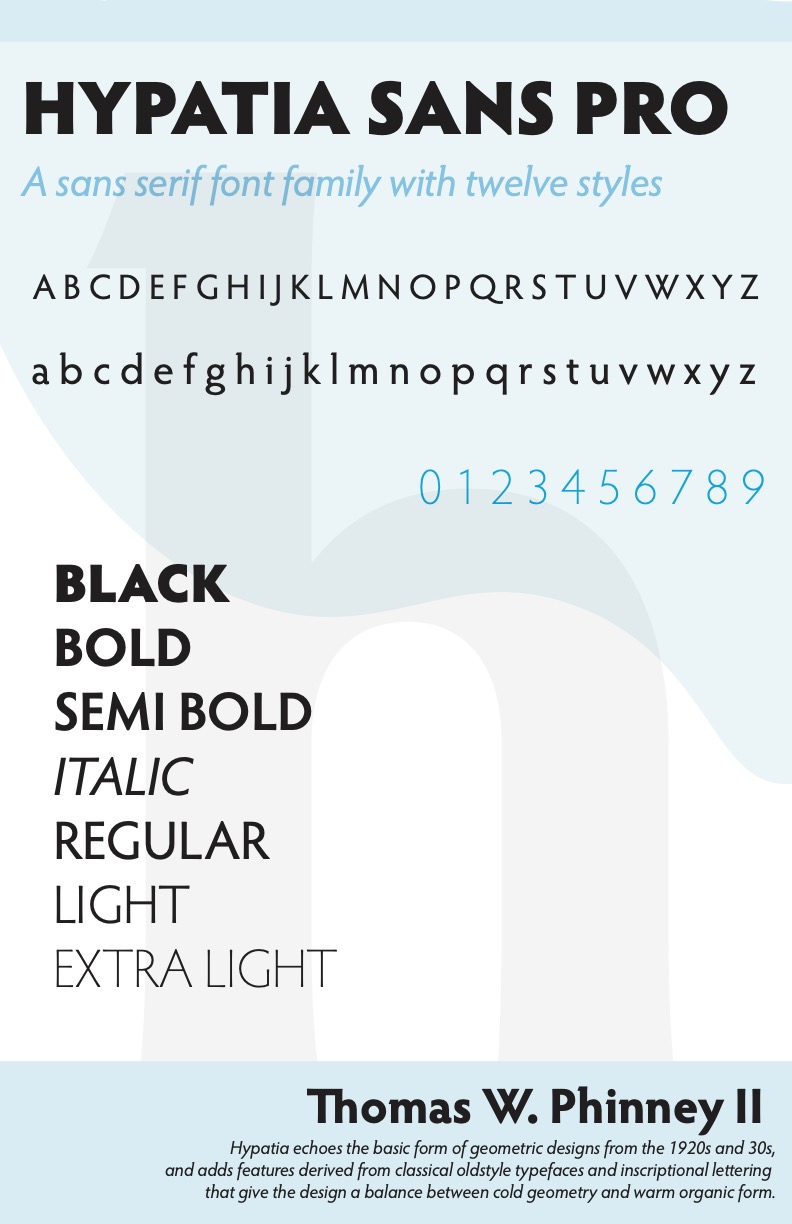 HYPATIA SANS PRO
A sans serif font family with twelve styles
A B C D E F G H I J K L M N O P Q R S T U V W X Y Z
a b c d e f g h i j k l m n o p q r s t u v w x y z
0 1 2 3 4 5 6 7 8 9
BLACK
BOLD
SEMI BOLD
ITALIC
REGULAR
LIGHT
EXTRA LIGHT
h
Thomas W. Phinney II
Hypatia echoes the basic form of geometric designs from the 1920s and 30s,
and adds features derived from classical oldstyle typefaces and inscriptional lettering
that give the design a balance between cold geometry and warm organic form.